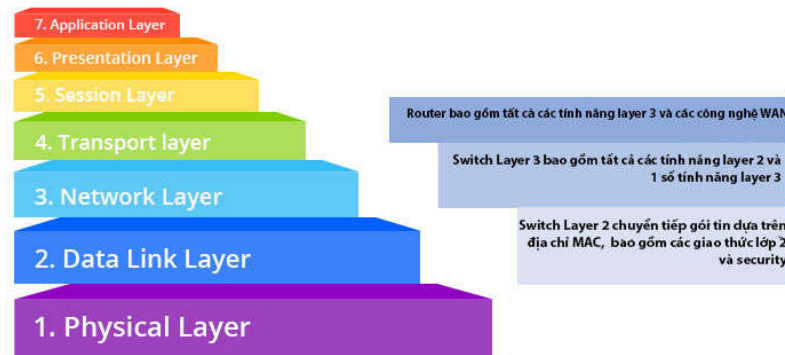 7. Application Layer
6. Presentation Layer
5. Session Layer
4. Transport layer
3. Network Layer
2. Data Link Layer
1. Physical Layer
Router bao gồm tất cả các tính năng layer 3 và các công nghệ WAN
Switch Layer 3 bao gồm tất cả các tính năng layer 2 và
1 số tính năng layer 3
Switch Layer 2 chuyển tiếp gói tin dựa trên
địa chỉ MAC, bao gồm các giao thức lớp 2
và security